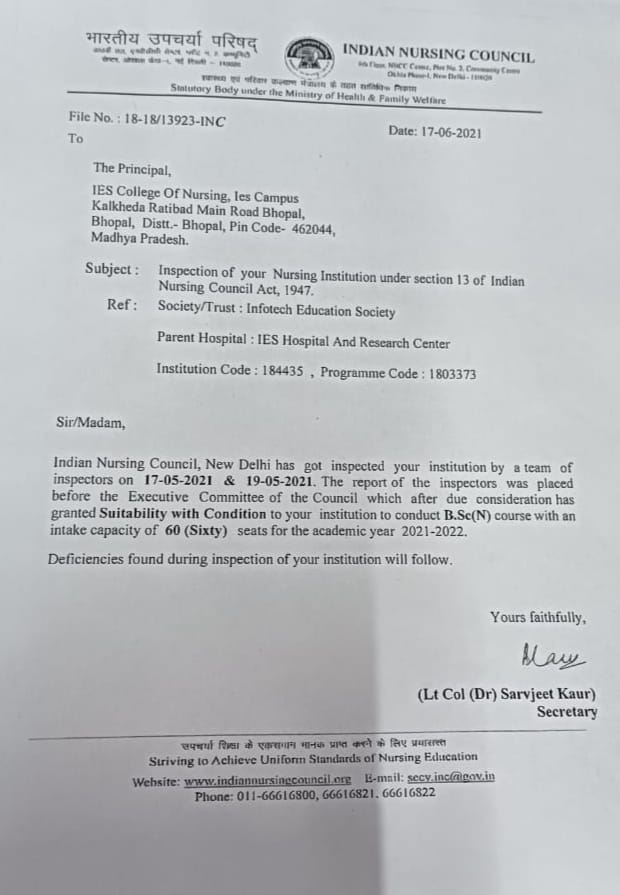 भारतीय उपचर्या परिषद्
INDIAN NURSING COUNCIL
8th Floor, NBCC Centre, Plot No. 2, Community Centre
Okhla Phase-I, New Delhi - 110020
स्वास्थ्य एवं परिवार कल्याण मंत्रालय के तहत सांविधिक निकाय
Statutory Body under the Ministry of Health & Family Welfare
File No. : 18-18/13923-INC
Date: 17-06-2021
To
The Principal,
IES College Of Nursing, Ies Campus
Kalkheda Ratibad Main Road Bhopal,
Bhopal, Distt.- Bhopal, Pin Code- 462044,
Madhya Pradesh.
Subject : Inspection of your Nursing Institution under section 13 of Indian
Nursing Council Act, 1947.
Ref : Society/Trust : Infotech Education Society
Parent Hospital : IES Hospital And Research Center
Institution Code : 184435 , Programme Code : 1803373
Sir/Madam,
Indian Nursing Council, New Delhi has got inspected your institution by a team of
inspectors on 17-05-2021 & 19-05-2021. The report of the inspectors was placed
before the Executive Committee of the Council which after due consideration has
granted Suitability with Condition to your institution to conduct B.Sc(N) course with an
intake capacity of 60 (Sixty) seats for the academic year 2021-2022.
Deficiencies found during inspection of your institution will follow.
Yours faithfully,
(Lt Col (Dr) Sarvjeet Kaur)
Secretary
उपचर्या शिक्षा के एकसमान मानक प्राप्त करने के लिए प्रयासरत
Striving to Achieve Uniform Standards of Nursing Education
Website: www.indiannursingcouncil.org E-mail: secy.inc@gov.in
Phone: 011-66616800, 66616821, 66616822